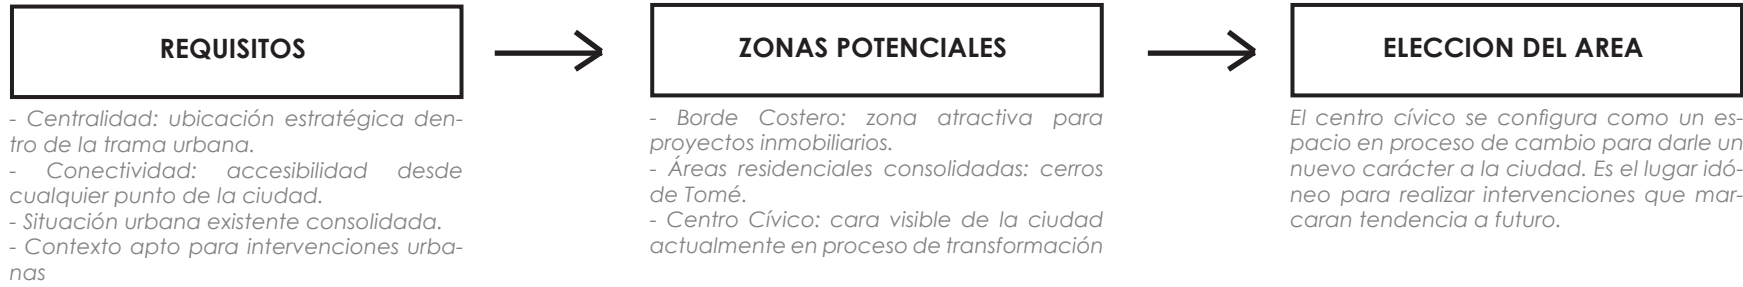 REQUISITOS
- Centralidad: ubicación estratégica den-
tro de la trama urbana.
- Conectividad: accesibilidad desde
cualquier punto de la ciudad.
- Situación urbana existente consolidada.
- Contexto apto para intervenciones urba-
nas
ZONAS POTENCIALES
- Borde Costero: zona atractiva para
proyectos inmobiliarios.
- Áreas residenciales consolidadas: cerros
de Tomé.
- Centro Cívico: cara visible de la ciudad
actualmente en proceso de transformación
ELECCION DEL AREA
El centro cívico se configura como un es-
pacio en proceso de cambio para darle un
nuevo carácter a la ciudad. Es el lugar idó-
neo para realizar intervenciones que mar-
caran tendencia a futuro.